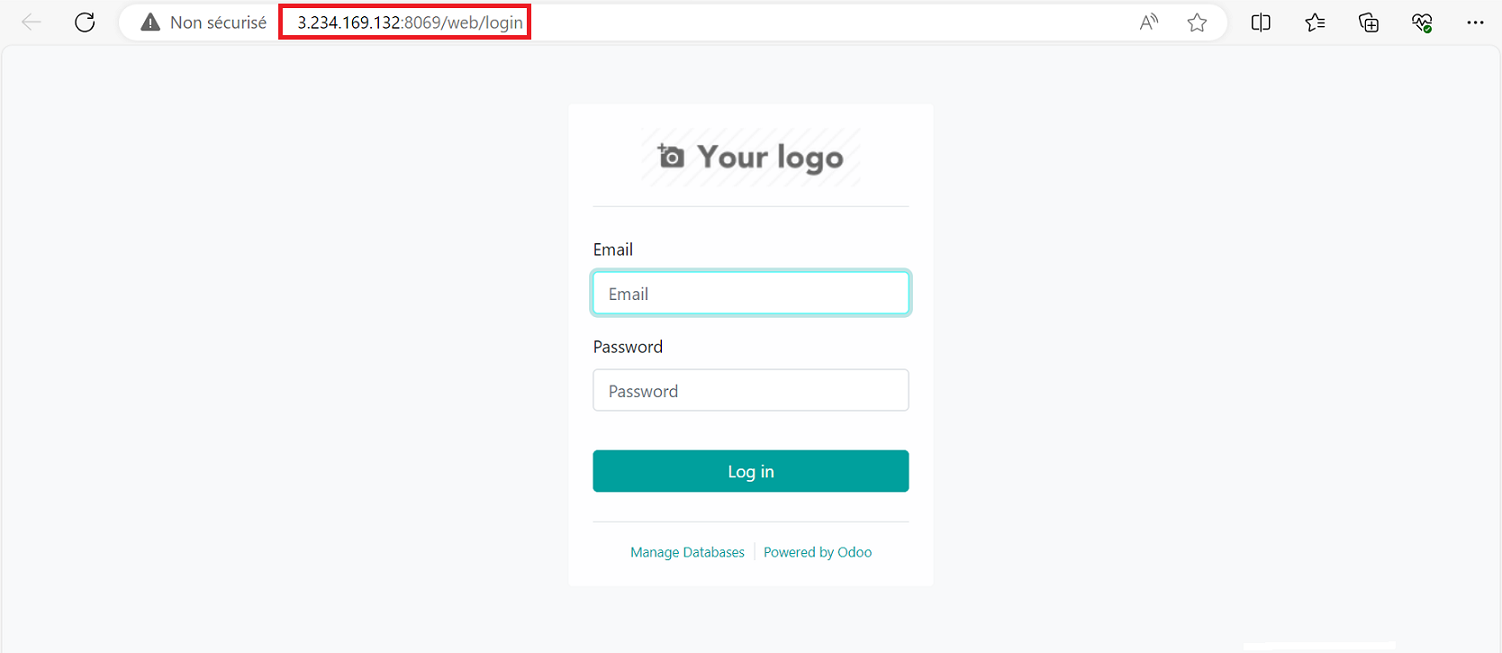 Non sécurisé 3.234.169.132:8069/web/login
Your logo
Email
Email
Password
Password
Log in
Manage Databases Powered by Odoo